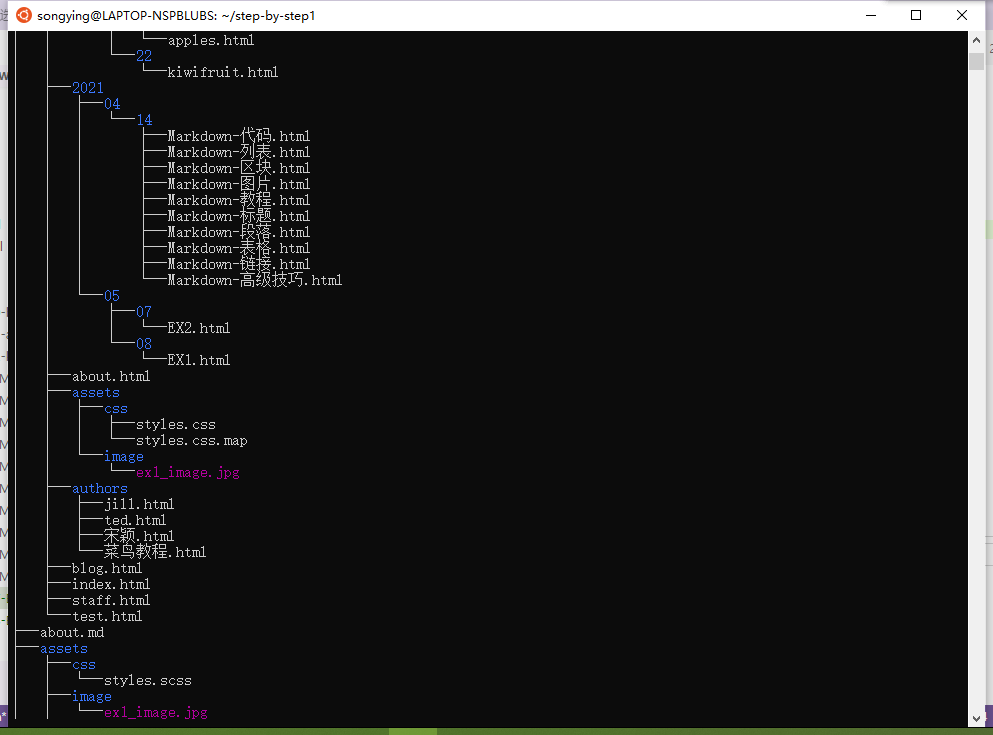 songying@LAPTOP-NSPBLUBS: ~/step-by-step1
apples.html
22
kiwifruit.html
2021
04
14
Markdown-代码.html
Markdown-列表.html
Markdown-区块.html
Markdown-图片.html
Markdown-教程.html
Markdown-标题.html
Markdown-段落.html
Markdown-表格.html
Markdown-链接.html
Markdown-高级技巧.html
05
07
EX2.html
08
EX1.html
about.html
assets
css
styles.css
styles.css.map
image
ex1_image.jpg
authors
jill.html
ted.html
宋颖.html
菜鸟教程.html
blog.html
index.html
staff.html
test.html
about.md
assets
css
styles.scss
image
ex1_image.jpg